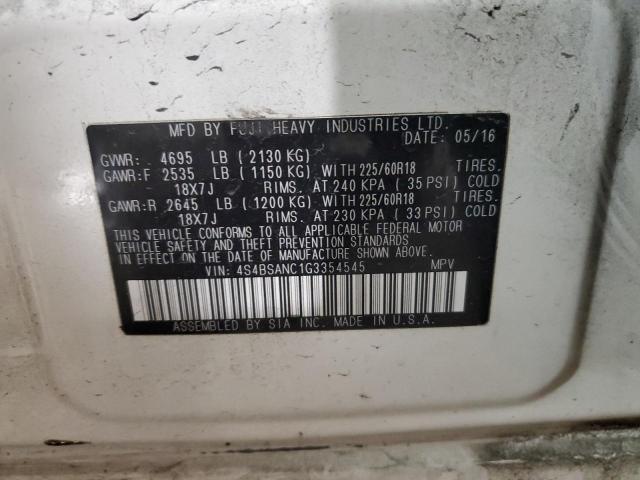 MFD BY FUJI HEAVY INDUSTRIES LTD.
DATE: 05/16
GVWR: 4695 LB (2130 KG)
GAWR:F 2535 LB (1150 KG) WITH 225/60R18 TIRES.
18X7J RIMS. AT 240 KPA (35 PSI) COLD
GAWR:R 2645 LB (1200 KG) WITH 225/60R18 TIRES.
18X7J RIMS. AT 230 KPA (33 PSI) COLD
THIS VEHICLE CONFORMS TO ALL APPLICABLE FEDERAL MOTOR
VEHICLE SAFETY AND THEFT PREVENTION STANDARDS
IN EFFECT ON THE DATE OF MANUFACTURE SHOWN ABOVE.
VIN: 4S4BSANC1G3354545 MPV
ASSEMBLED BY SIA INC. MADE IN U.S.A.